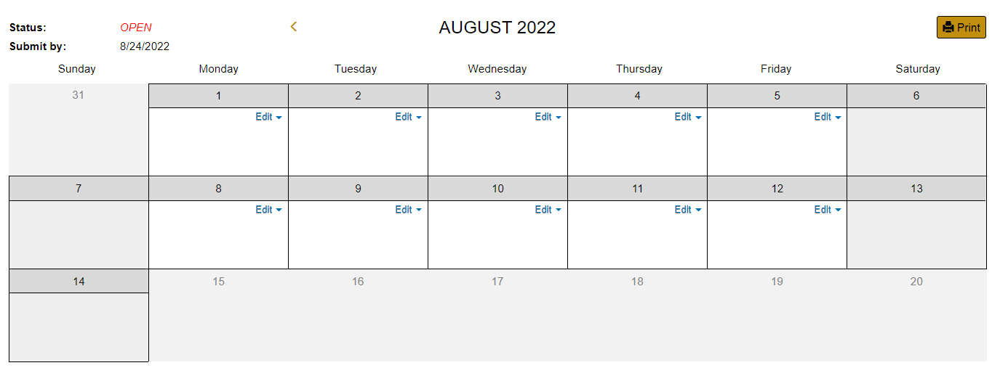 Status: OPEN AUGUST 2022 Print
Submit by: 8/24/2022
Sunday Monday Tuesday Wednesday Thursday Friday Saturday
31 1 2 3 4 5 6
Edit Edit Edit Edit Edit
7 8 9 10 11 12 13
Edit Edit Edit Edit Edit
14 15 16 17 18 19 20